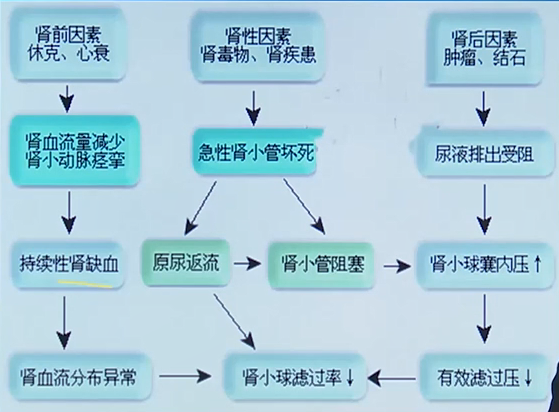 肾前因素
休克、心衰
肾性因素
肾毒物、肾疾患
肾后因素
肿瘤、结石
肾血流量减少
肾小动脉痉挛
急性肾小管坏死
尿液排出受阻
持续性肾缺血
原尿返流
肾小管阻塞
肾小球囊内压↑
肾血流分布异常
肾小球滤过率↓
有效滤过压↓